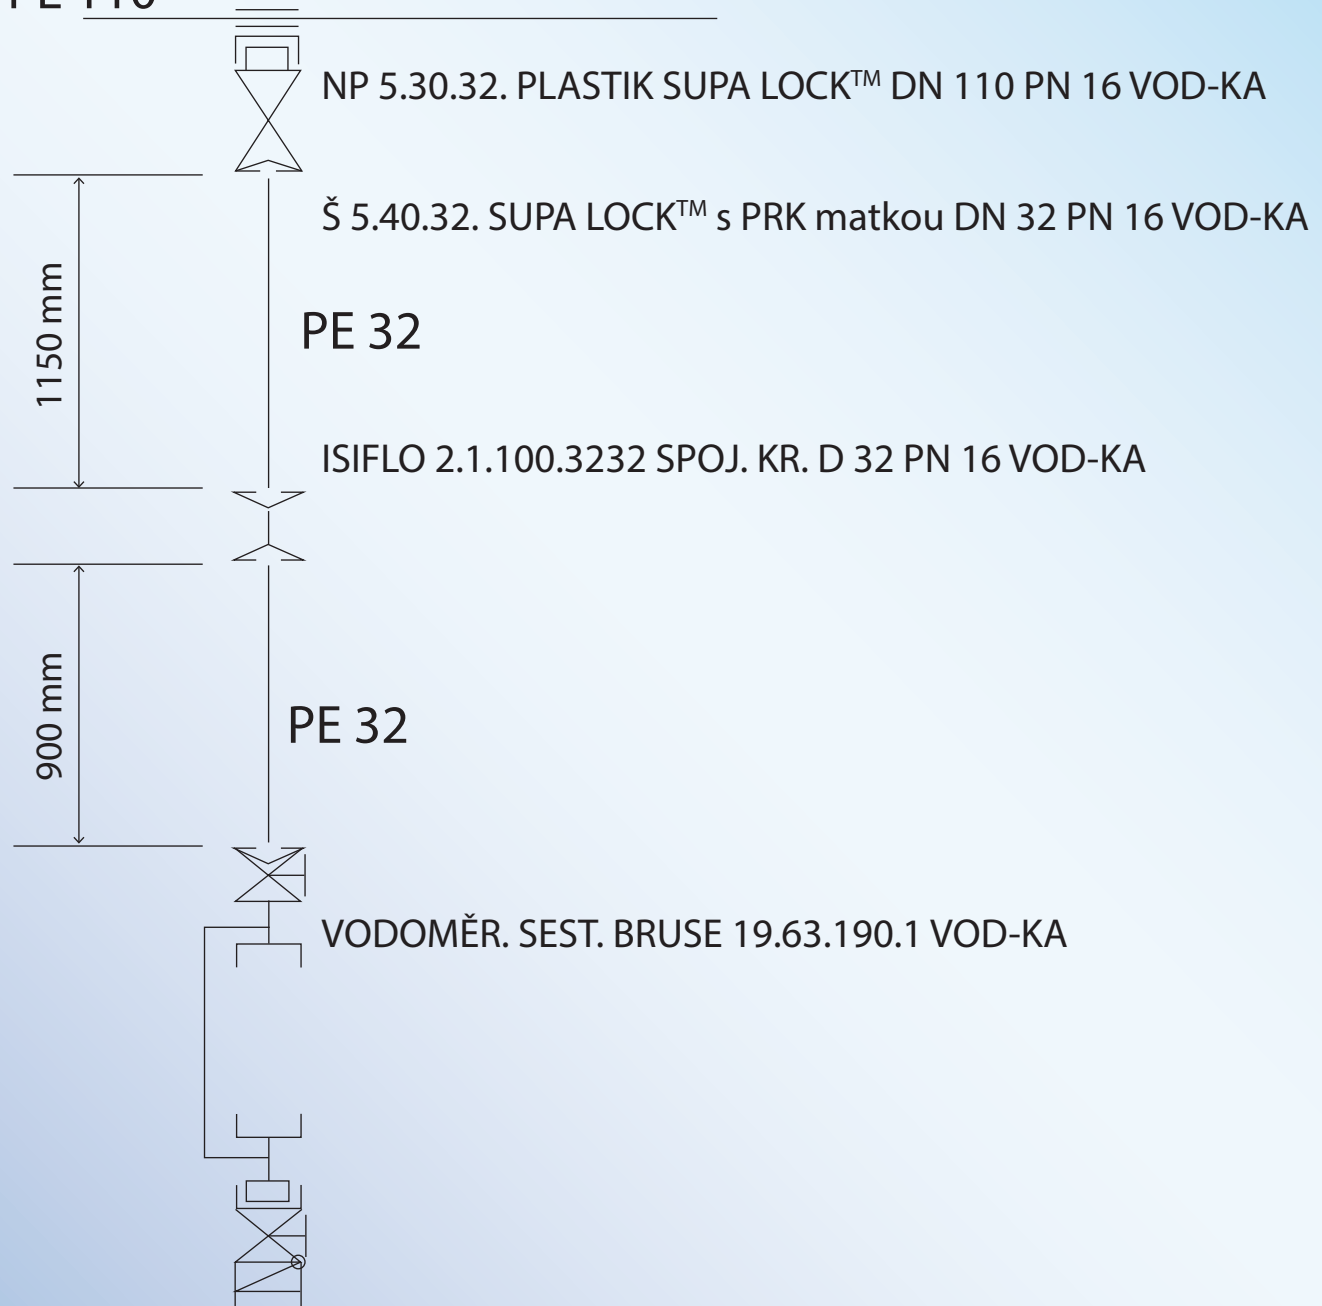 PE 110
NP 5.30.32. PLASTIK SUPA LOCK™ DN 110 PN 16 VOD-KA
Š 5.40.32. SUPA LOCK™ s PRK matkou DN 32 PN 16 VOD-KA
1150 mm
PE 32
ISIFLO 2.1.100.3232 SPOJ. KR. D 32 PN 16 VOD-KA
900 mm
PE 32
VODOMĚR. SEST. BRUSE 19.63.190.1 VOD-KA